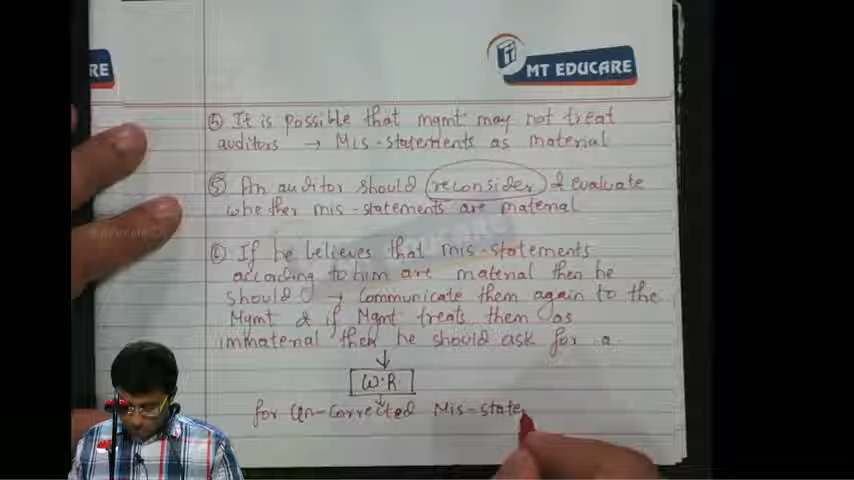 RE
MT EDUCARE
④ It is possible that mgmt may not treat
auditors → Mis-statements as material
⑤ An auditor should reconsider & evaluate
whether mis-statements are material
⑥ If he believes that mis-statements
according to him are material then he
should → Communicate them again to the
Mgmt & if Mgmt treats them as
immaterial then he should ask for a
↓
W.R
↓
for Un-corrected Mis-state